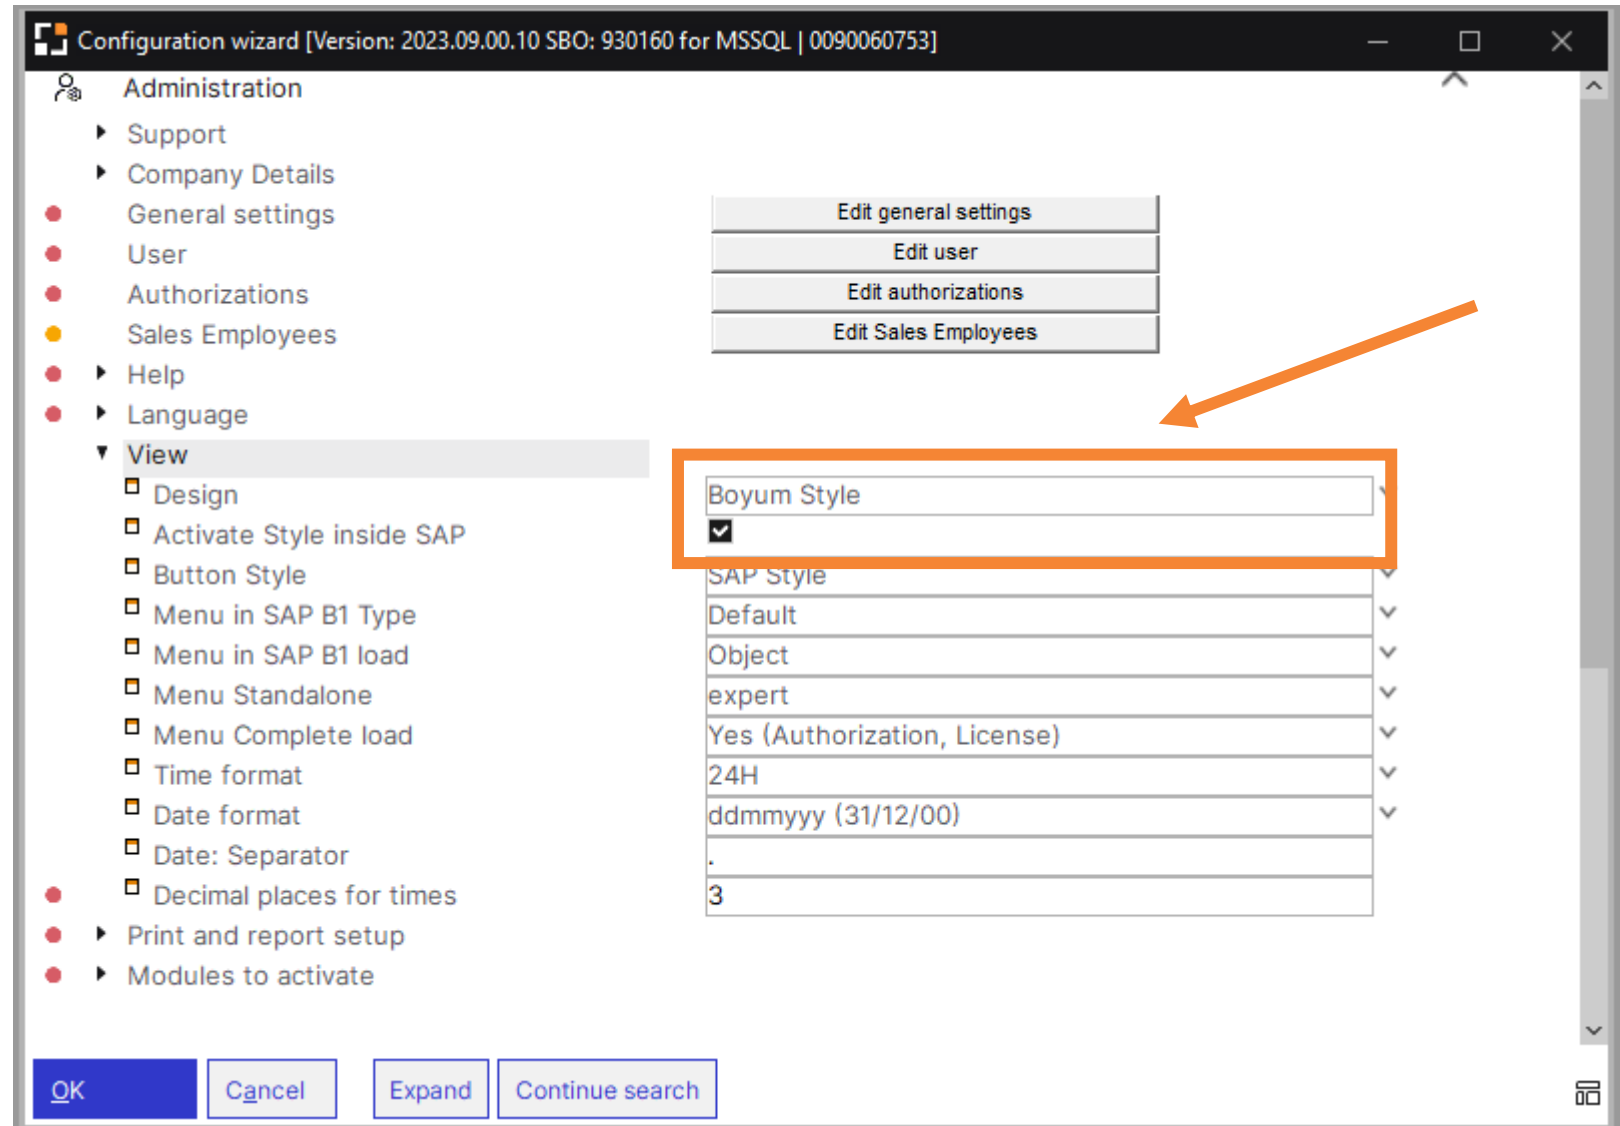 Configuration wizard [Version: 2023.09.00.10 SBO: 930160 for MSSQL | 0090060753]
Administration
Support
Company Details
General settings Edit general settings
User Edit user
Authorizations Edit authorizations
Sales Employees Edit Sales Employees
Help
Language
View
Design Boyum Style
Activate Style inside SAP
Button Style SAP Style
Menu in SAP B1 Type Default
Menu in SAP B1 load Object
Menu Standalone expert
Menu Complete load Yes (Authorization, License)
Time format 24H
Date format ddmmyyy (31/12/00)
Date: Separator .
Decimal places for times 3
Print and report setup
Modules to activate
OK Cancel Expand Continue search